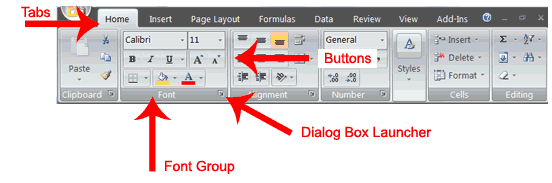 Tabs
Home Insert Page Layout Formulas Data Review View Add-Ins
Calibri 11 General Insert Σ
B I U A A Buttons
Paste Styles Delete
A Format
Clipboard Font Alignment Number Cells Editing
Dialog Box Launcher
Font Group